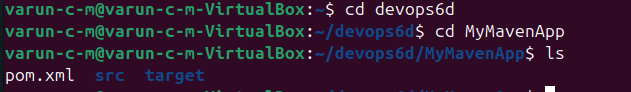 varun-c-m@varun-c-m-VirtualBox:~$ cd devops6d
varun-c-m@varun-c-m-VirtualBox:~/devops6d$ cd MyMavenApp
varun-c-m@varun-c-m-VirtualBox:~/devops6d/MyMavenApp$ ls
pom.xml  src  target